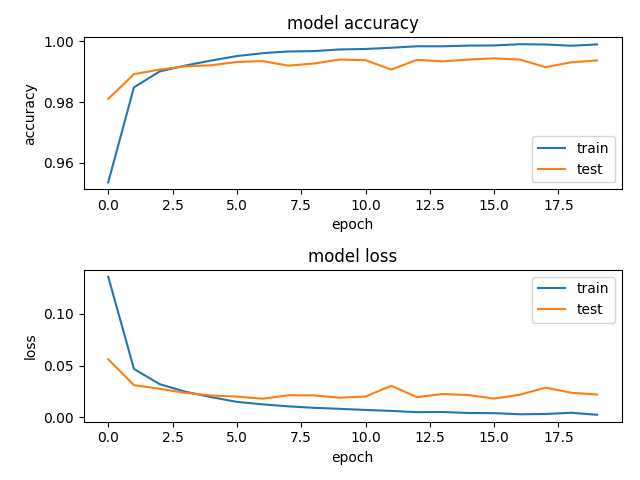 model accuracy
1.00
0.98
0.96
accuracy
train
test
0.0 2.5 5.0 7.5 10.0 12.5 15.0 17.5
epoch
model loss
0.10
0.05
0.00
loss
train
test
0.0 2.5 5.0 7.5 10.0 12.5 15.0 17.5
epoch